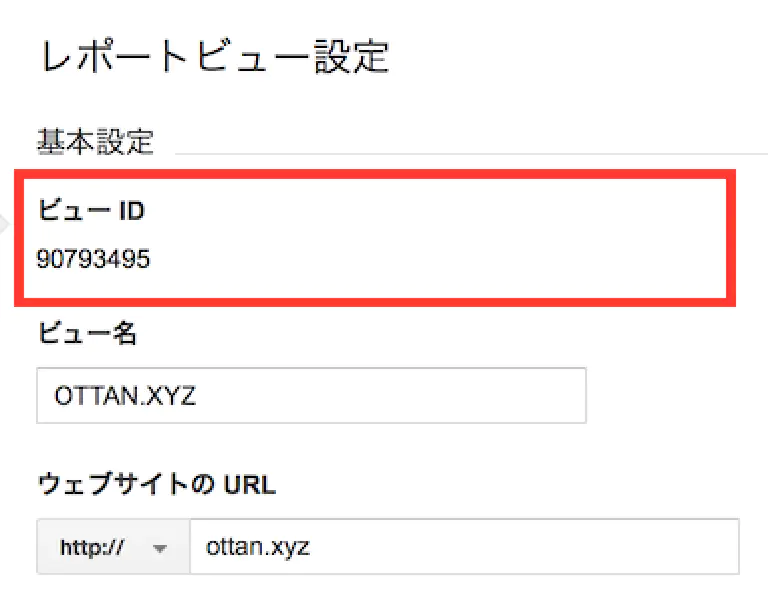 レポートビュー設定
基本設定
ビュー ID
90793495
ビュー名
OTTAN.XYZ
ウェブサイトの URL
http:// ottan.xyz